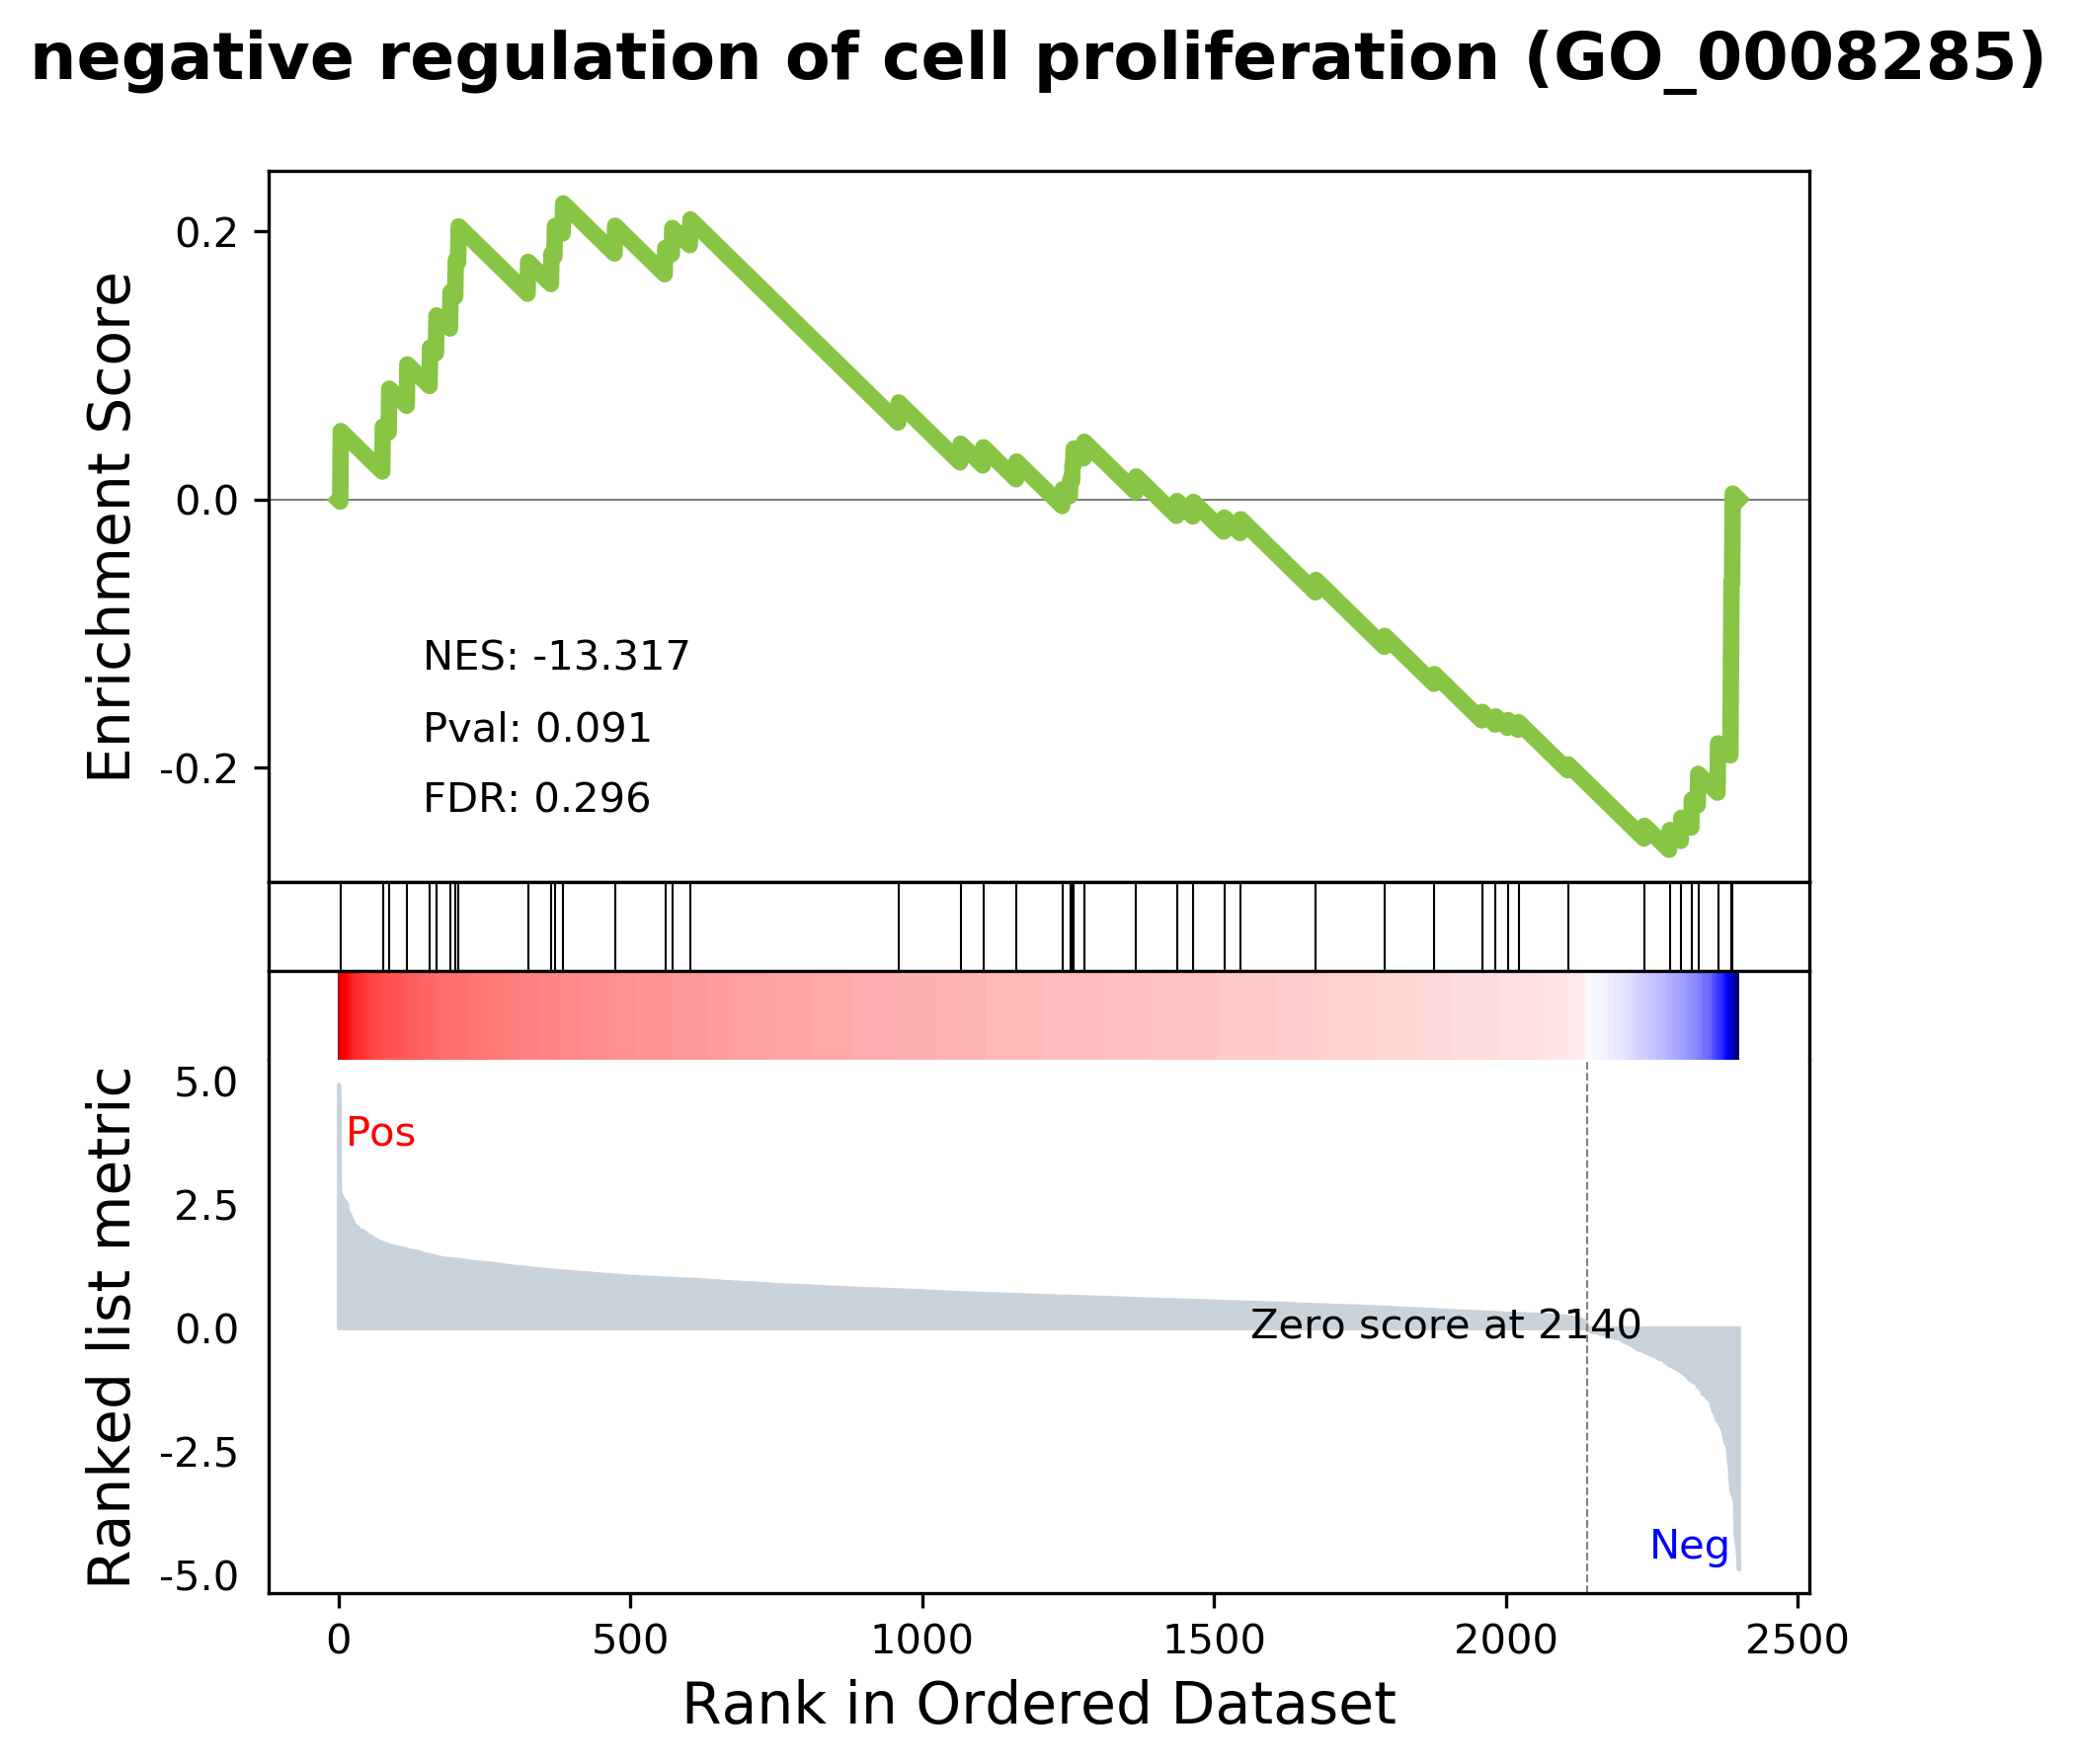 negative regulation of cell proliferation (GO_0008285)
Enrichment Score
0.2
0.0
-0.2
NES: -13.317
Pval: 0.091
FDR: 0.296
Ranked list metric
5.0
2.5
0.0
-2.5
-5.0
Pos
Zero score at 2140
Neg
0 500 1000 1500 2000 2500
Rank in Ordered Dataset